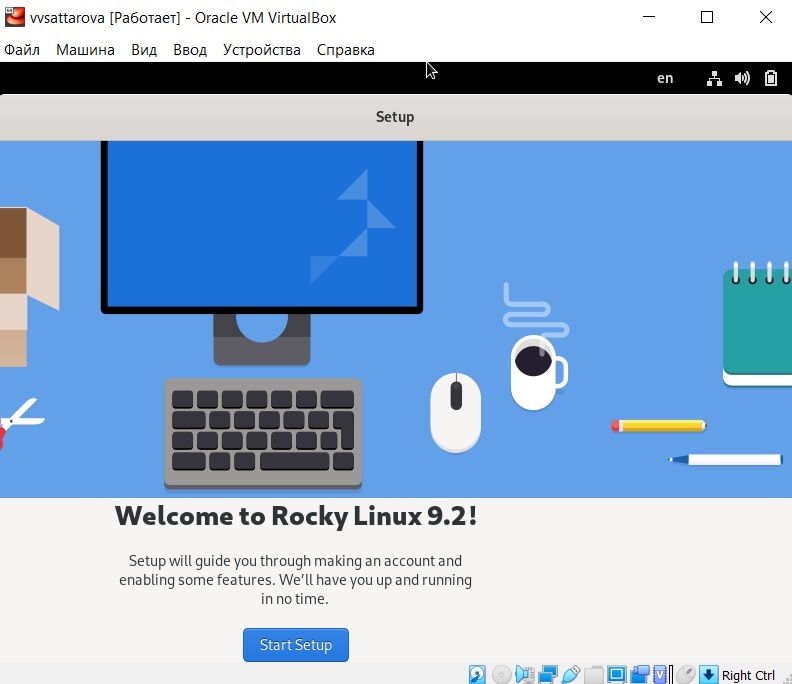 vvsattarova [Работает] - Oracle VM VirtualBox
Файл Машина Вид Ввод Устройства Справка
en
Setup
Welcome to Rocky Linux 9.2!
Setup will guide you through making an account and
enabling some features. We’ll have you up and running
in no time.
Start Setup
Right Ctrl